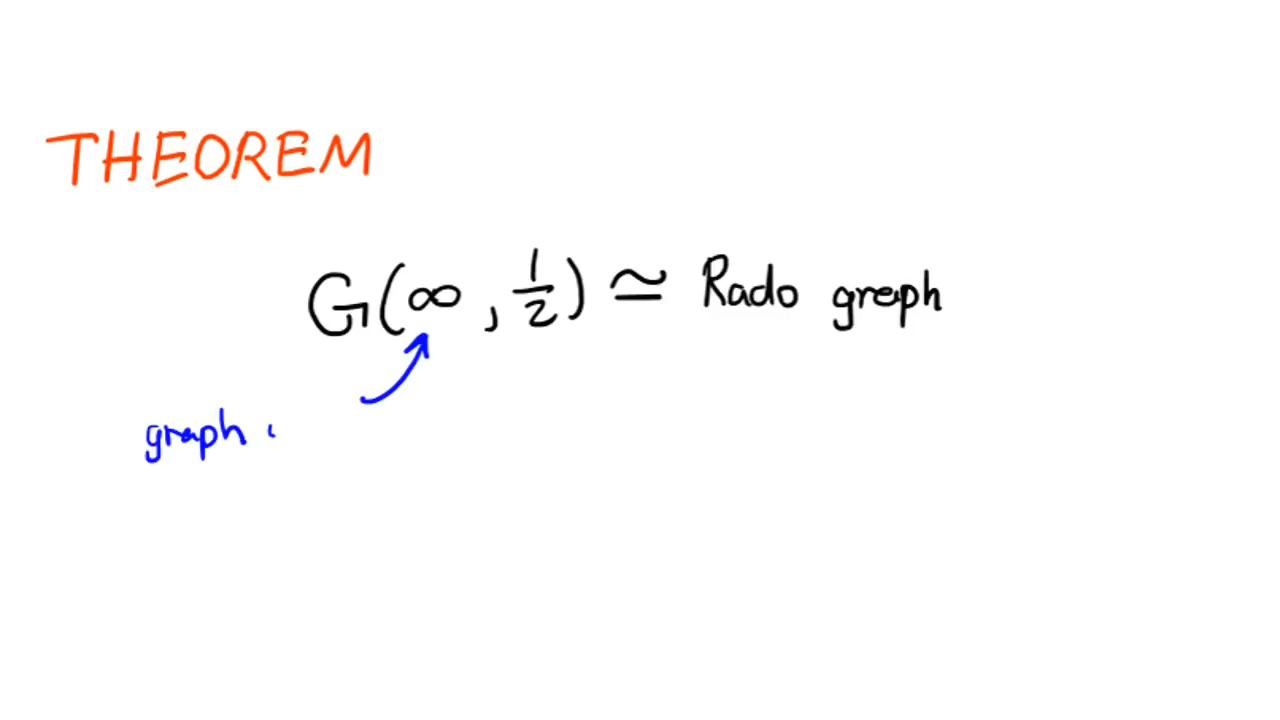 THEOREM
G(∞, 1/2) ≃ Rado graph
graph